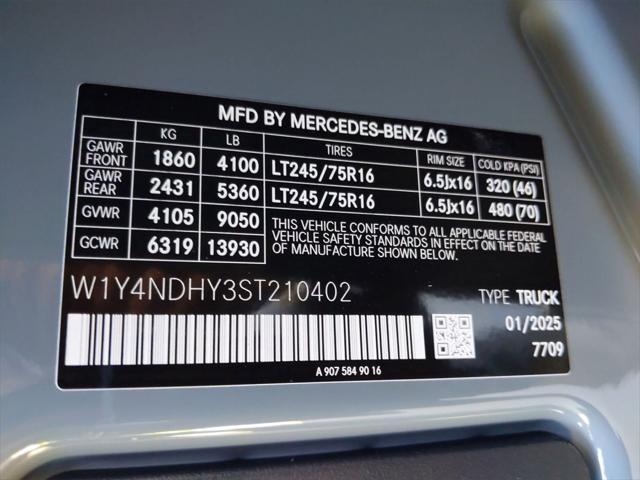 MFD BY MERCEDES-BENZ AG
KG LB TIRES RIM SIZE COLD KPA (PSI)
GAWR FRONT 1860 4100 LT245/75R16 6.5Jx16 320 (46)
GAWR REAR 2431 5360 LT245/75R16 6.5Jx16 480 (70)
GVWR 4105 9050
GCWR 6319 13930
THIS VEHICLE CONFORMS TO ALL APPLICABLE FEDERAL
VEHICLE SAFETY STANDARDS IN EFFECT ON THE DATE
OF MANUFACTURE SHOWN BELOW.
W1Y4NDHY3ST210402
TYPE TRUCK
01/2025
7709
A 907 584 90 16